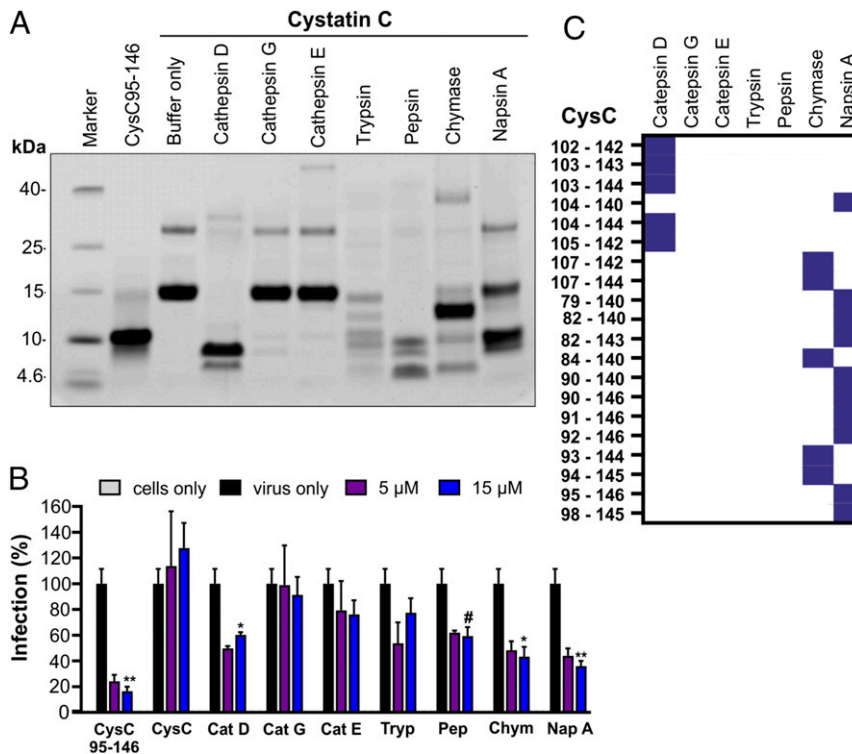 A
Cystatin C
Marker
CysC95-146
Buffer only
Cathepsin D
Cathepsin G
Cathepsin E
Trypsin
Pepsin
Chymase
Napsin A
kDa
40-
25-
15-
10-
4.6-
B
cells only virus only 5 µM 15 µM
Infection (%)
160
140
120
100
80
60
40
20
0
** * # * **
CysC 95-146
CysC
Cat D
Cat G
Cat E
Tryp
Pep
Chym
Nap A
C
Catepsin D
Catepsin G
Catepsin E
Trypsin
Pepsin
Chymase
Napsin A
CysC
102 - 142
103 - 143
103 - 144
104 - 140
104 - 144
105 - 142
107 - 142
107 - 144
79 - 140
82 - 140
82 - 143
84 - 140
90 - 140
90 - 146
91 - 146
92 - 146
93 - 144
94 - 145
95 - 146
98 - 145